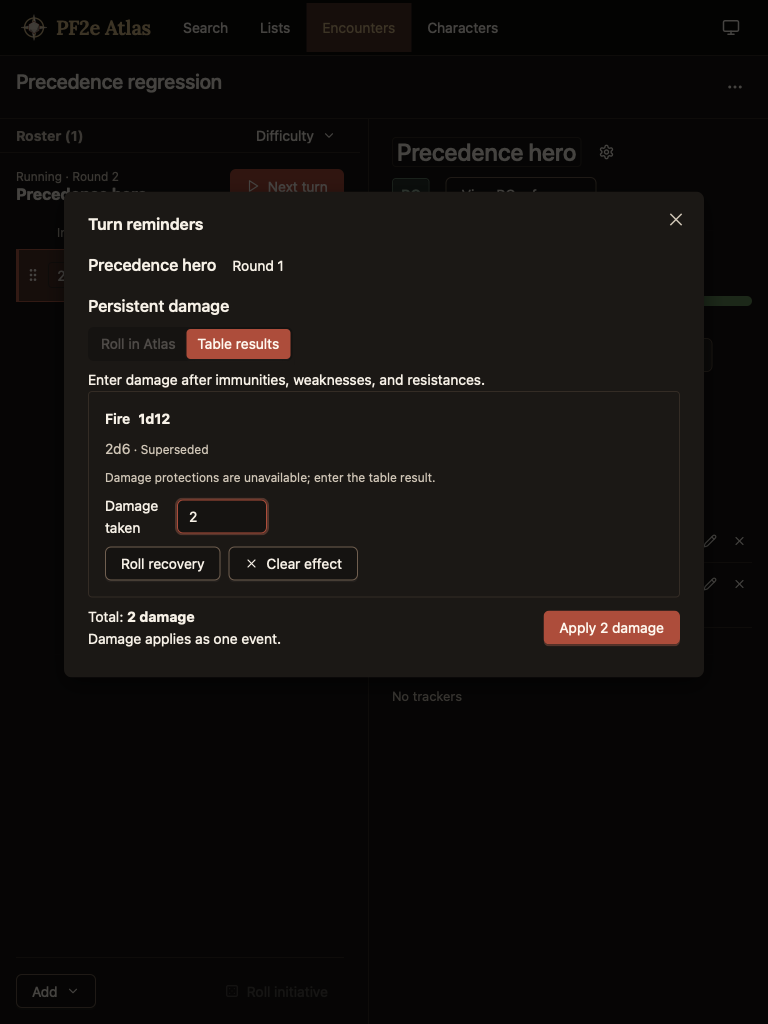 PF2e Atlas
Search
Lists
Encounters
Characters
Precedence regression
Roster (1)
Difficulty
Precedence hero
Running · Round 2
Next turn
Turn reminders
Precedence hero Round 1
Persistent damage
Roll in Atlas
Table results
Enter damage after immunities, weaknesses, and resistances.
Fire 1d12
2d6 · Superseded
Damage protections are unavailable; enter the table result.
Damage
taken
2
Roll recovery
Clear effect
Total: 2 damage
Damage applies as one event.
Apply 2 damage
No trackers
Add
Roll initiative